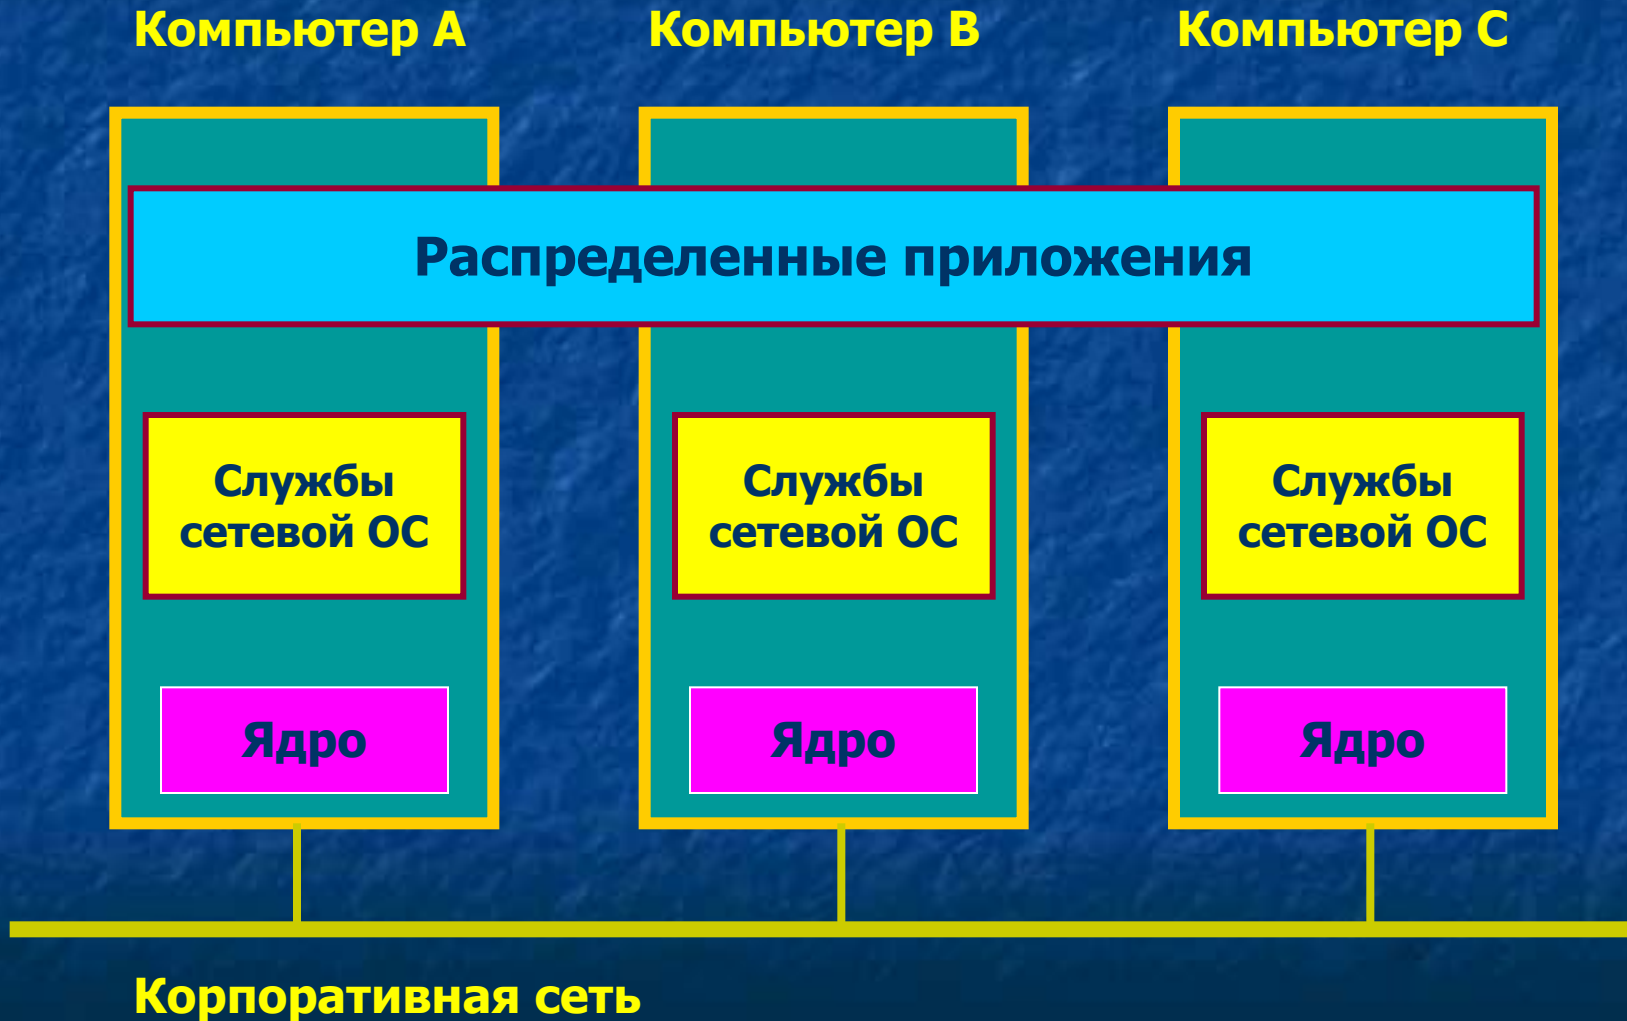 Компьютер А
Компьютер В
Компьютер С
Распределенные приложения
Службы
сетевой ОС
Службы
сетевой ОС
Службы
сетевой ОС
Ядро
Ядро
Ядро
Корпоративная сеть